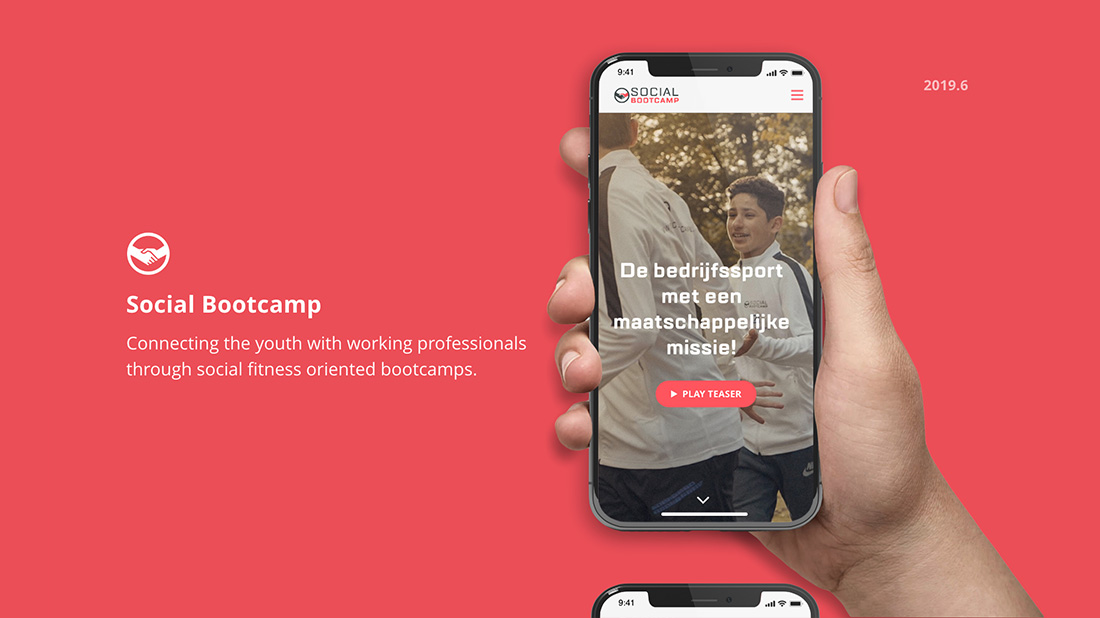 2019.6
Social Bootcamp
Connecting the youth with working professionals
through social fitness oriented bootcamps.
9:41
SOCIAL
BOOTCAMP
De bedrijfssport
met een
maatschappelijke
missie!
PLAY TEASER
9:41